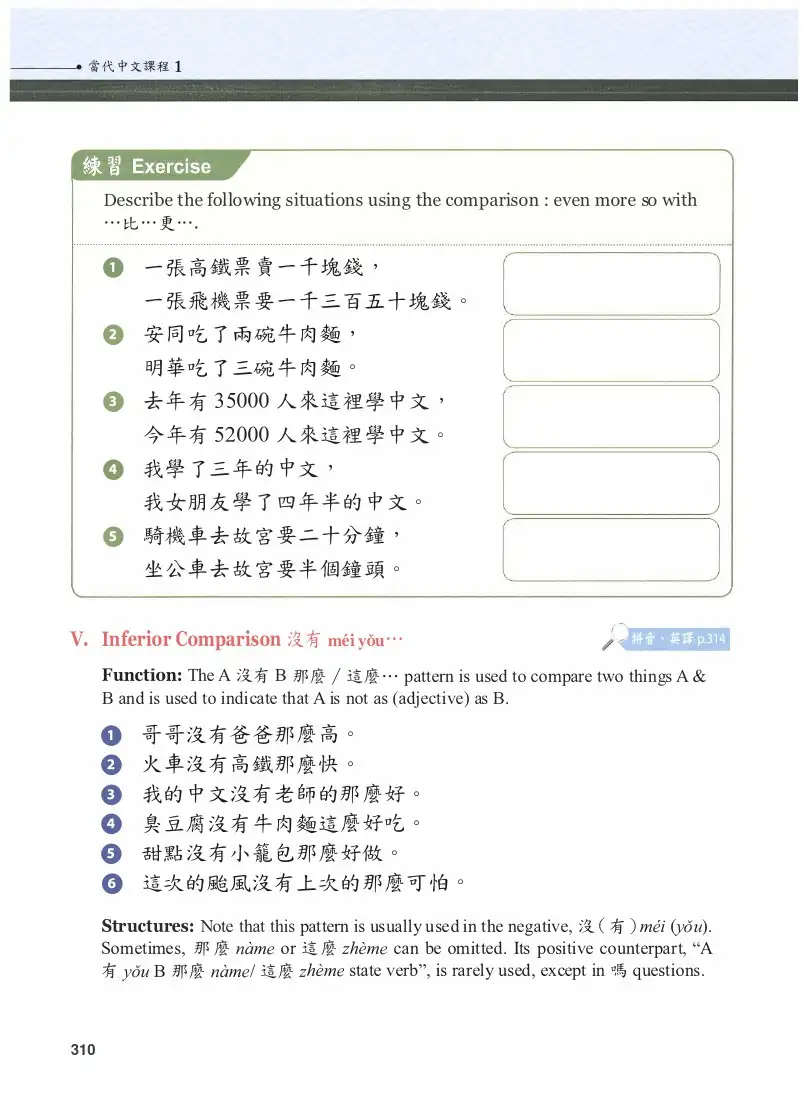 當代中文課程 1
練習 Exercise
Describe the following situations using the comparison : even more so with
⋯比⋯更⋯.
1 一張高鐵票賣一千塊錢，
一張飛機票要一千三百五十塊錢。
2 安同吃了兩碗牛肉麵，
明華吃了三碗牛肉麵。
3 去年有 35000 人來這裡學中文，
今年有 52000 人來這裡學中文。
4 我學了三年的中文，
我女朋友學了四年半的中文。
5 騎機車去故宮要二十分鐘，
坐公車去故宮要半個鐘頭。
V. Inferior Comparison 沒有 méi yǒu⋯
拼音、英譯 p.314
Function: The A 沒有 B 那麼 / 這麼⋯ pattern is used to compare two things A &
B and is used to indicate that A is not as (adjective) as B.
1 哥哥沒有爸爸那麼高。
2 火車沒有高鐵那麼快。
3 我的中文沒有老師的那麼好。
4 臭豆腐沒有牛肉麵這麼好吃。
5 甜點沒有小籠包那麼好做。
6 這次的颱風沒有上次的那麼可怕。
Structures: Note that this pattern is usually used in the negative, 沒（有）méi (yǒu).
Sometimes, 那麼 nàme or 這麼 zhème can be omitted. Its positive counterpart, “A
有 yǒu B 那麼 nàme/ 這麼 zhème state verb”, is rarely used, except in 嗎 questions.
310